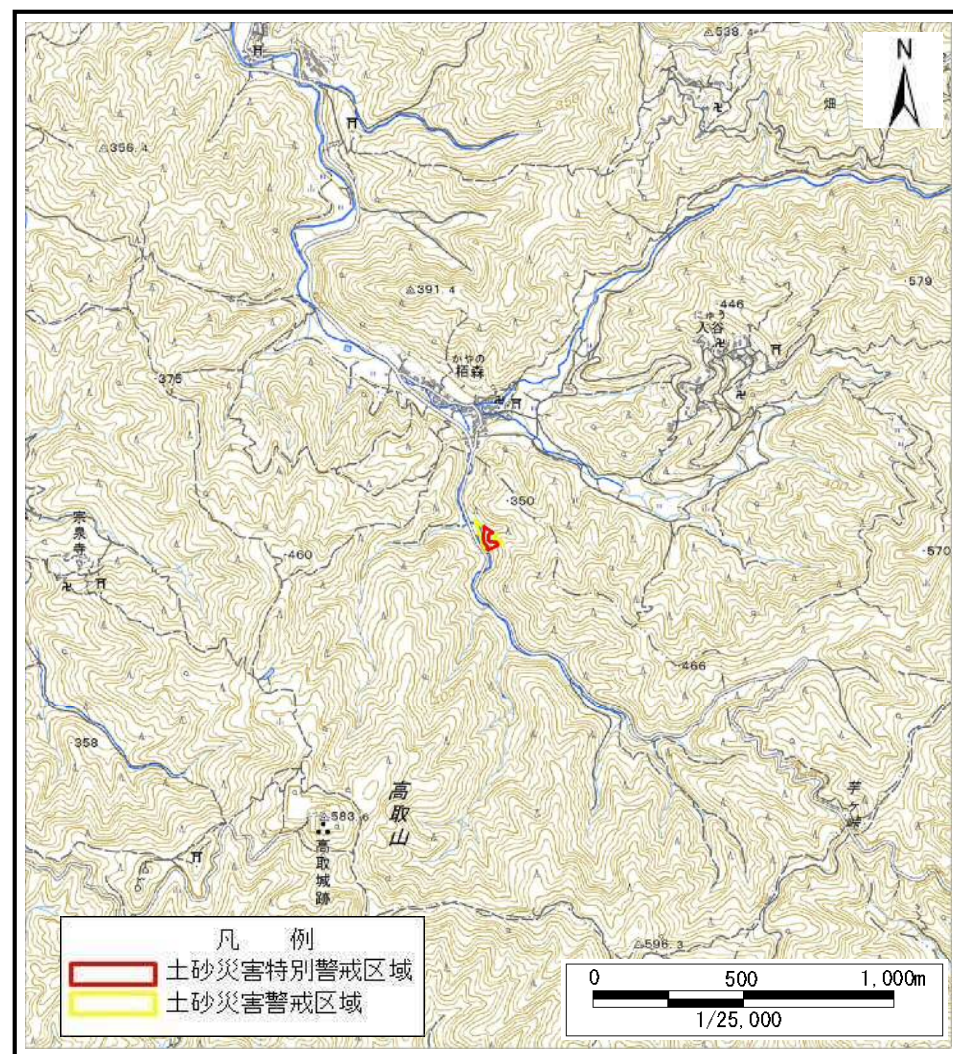 △538.4
N
畑
350
△356.4
・579
△391.4
・446
にゅう
入谷
かやの
栢森
・375
・350
宗泉寺
・460
・570
・466
・358
高取山
△583.6
高取城跡
芋ヶ峠
△596.3
凡 例
土砂災害特別警戒区域
土砂災害警戒区域
0 500 1,000m
1/25,000